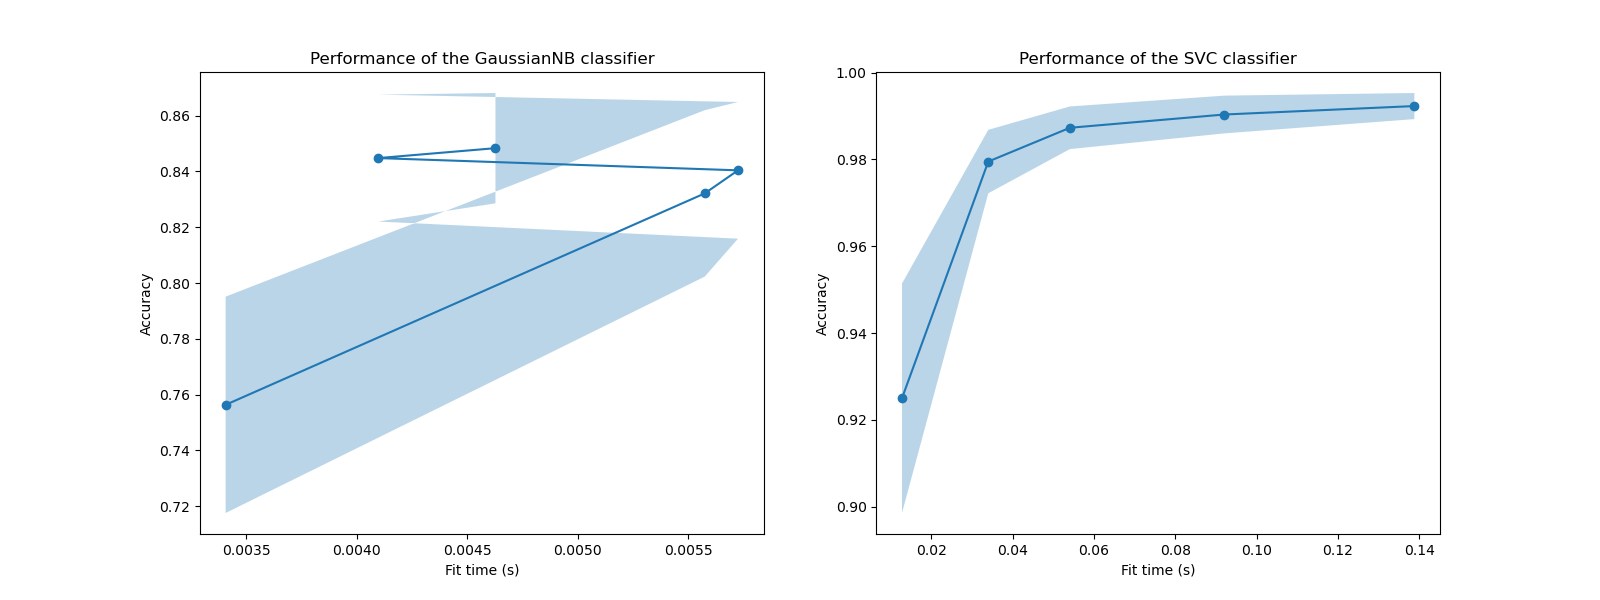 Performance of the GaussianNB classifier
Accuracy
0.86
0.84
0.82
0.80
0.78
0.76
0.74
0.72
0.0035 0.0040 0.0045 0.0050 0.0055
Fit time (s)
Performance of the SVC classifier
Accuracy
1.00
0.98
0.96
0.94
0.92
0.90
0.02 0.04 0.06 0.08 0.10 0.12 0.14
Fit time (s)